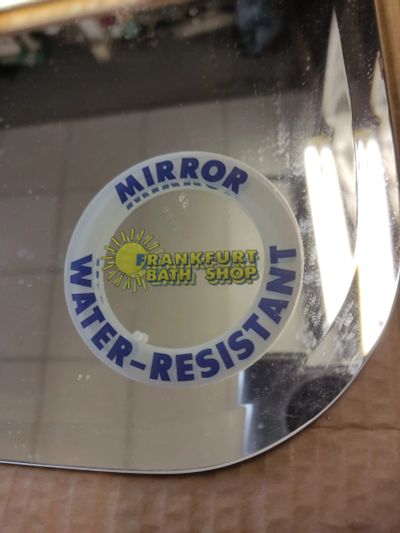 MIRROR
FRANKFURT
BATH SHOP
WATER-RESISTANT